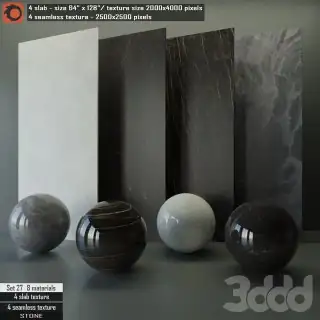 4 slab - size 64" x 128"/ texture size 2000x4000 pixels
4 seamless texture - 2500x2500 pixels
Set 27 8 materials
4 slab texture
4 seamless texture
STONE
3ddd